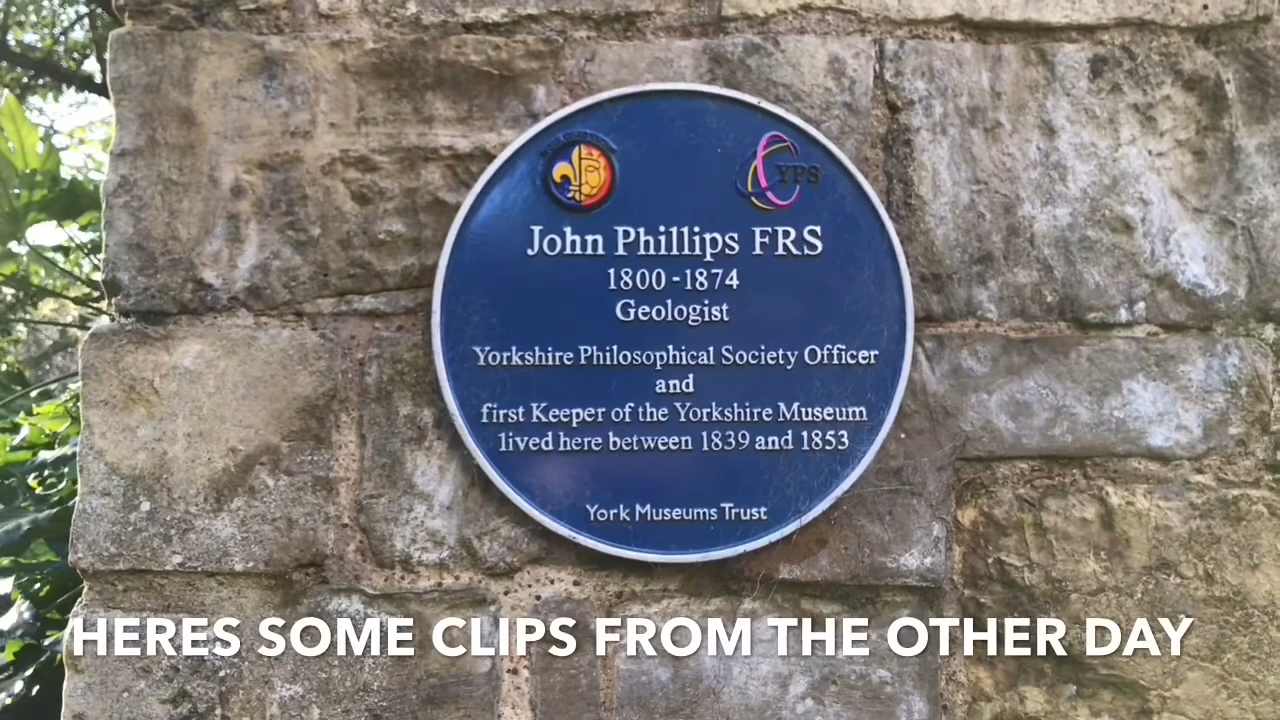 YPS
John Phillips FRS
1800-1874
Geologist
Yorkshire Philosophical Society Officer
and
first Keeper of the Yorkshire Museum
lived here between 1839 and 1853
York Museums Trust
HERES SOME CLIPS FROM THE OTHER DAY